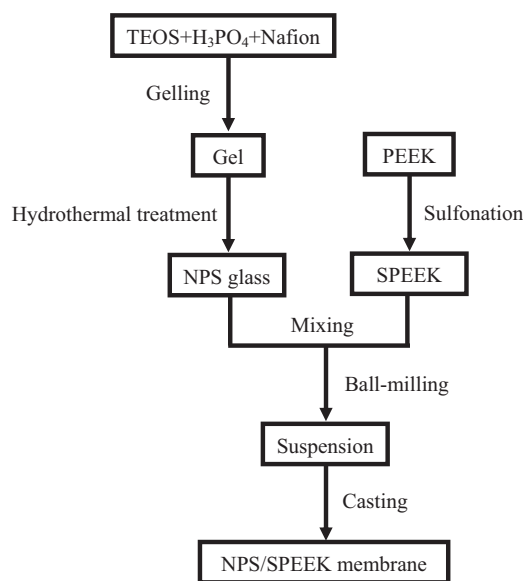 TEOS+H₃PO₄+Nafion
Gelling
Gel
PEEK
Hydrothermal treatment
Sulfonation
NPS glass
SPEEK
Mixing
Ball-milling
Suspension
Casting
NPS/SPEEK membrane